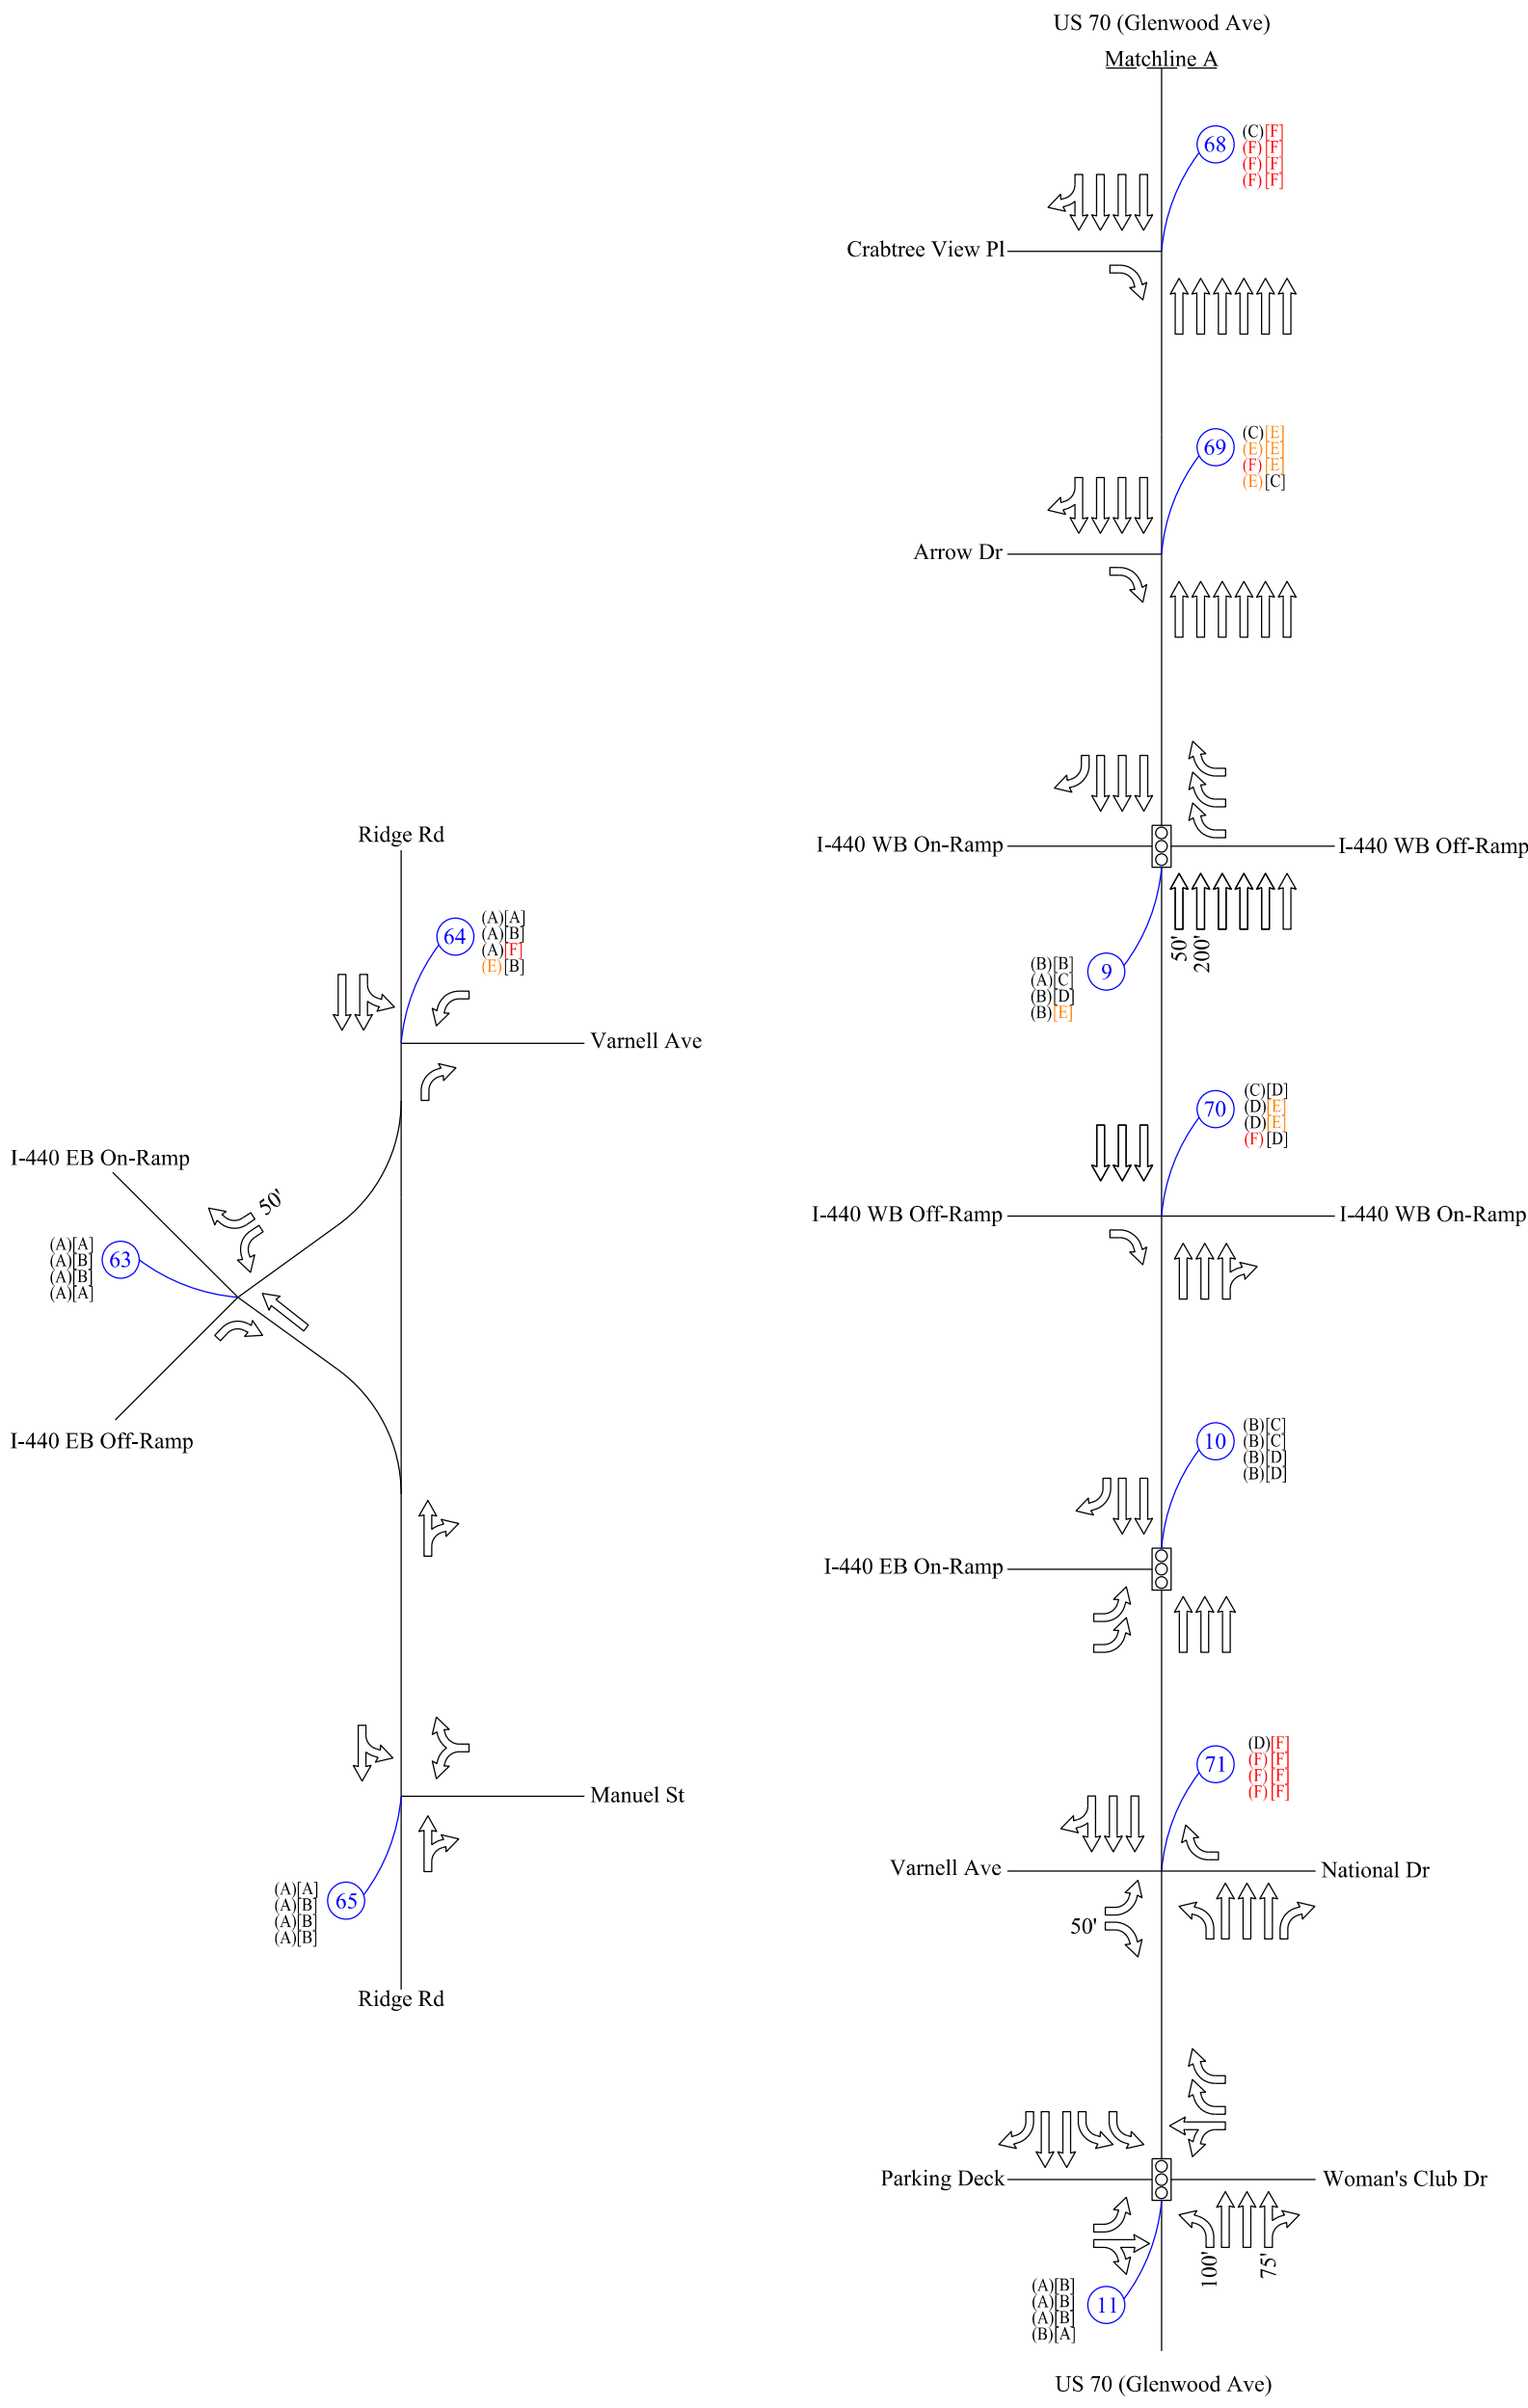 US 70 (Glenwood Ave)
Matchline A
68
(C)[F]
(F)[F]
(F)[F]
(F)[F]
Crabtree View Pl
69
(C)[E]
(E)[E]
(F)[E]
(E)[C]
Arrow Dr
I-440 WB On-Ramp
I-440 WB Off-Ramp
50'
200'
9
(B)[B]
(A)[C]
(B)[D]
(B)[E]
70
(C)[D]
(D)[E]
(D)[E]
(F)[D]
I-440 WB Off-Ramp
I-440 WB On-Ramp
10
(B)[C]
(B)[C]
(B)[D]
(B)[D]
I-440 EB On-Ramp
71
(D)[F]
(F)[F]
(F)[F]
(F)[F]
Varnell Ave
National Dr
50'
Parking Deck
Woman's Club Dr
100'
75'
11
(A)[B]
(A)[B]
(A)[B]
(B)[A]
US 70 (Glenwood Ave)
Ridge Rd
64
(A)[A]
(A)[B]
(A)[F]
(E)[B]
Varnell Ave
I-440 EB On-Ramp
50'
63
(A)[A]
(A)[B]
(A)[B]
(A)[A]
I-440 EB Off-Ramp
Manuel St
65
(A)[A]
(A)[B]
(A)[B]
(A)[B]
Ridge Rd